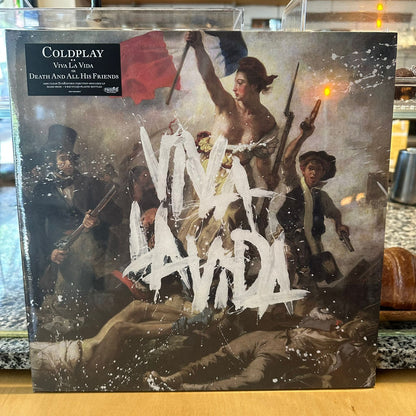 COLDPLAY
VIVA LA VIDA
DEATH AND ALL HIS FRIENDS
VIVA
LA VIDA